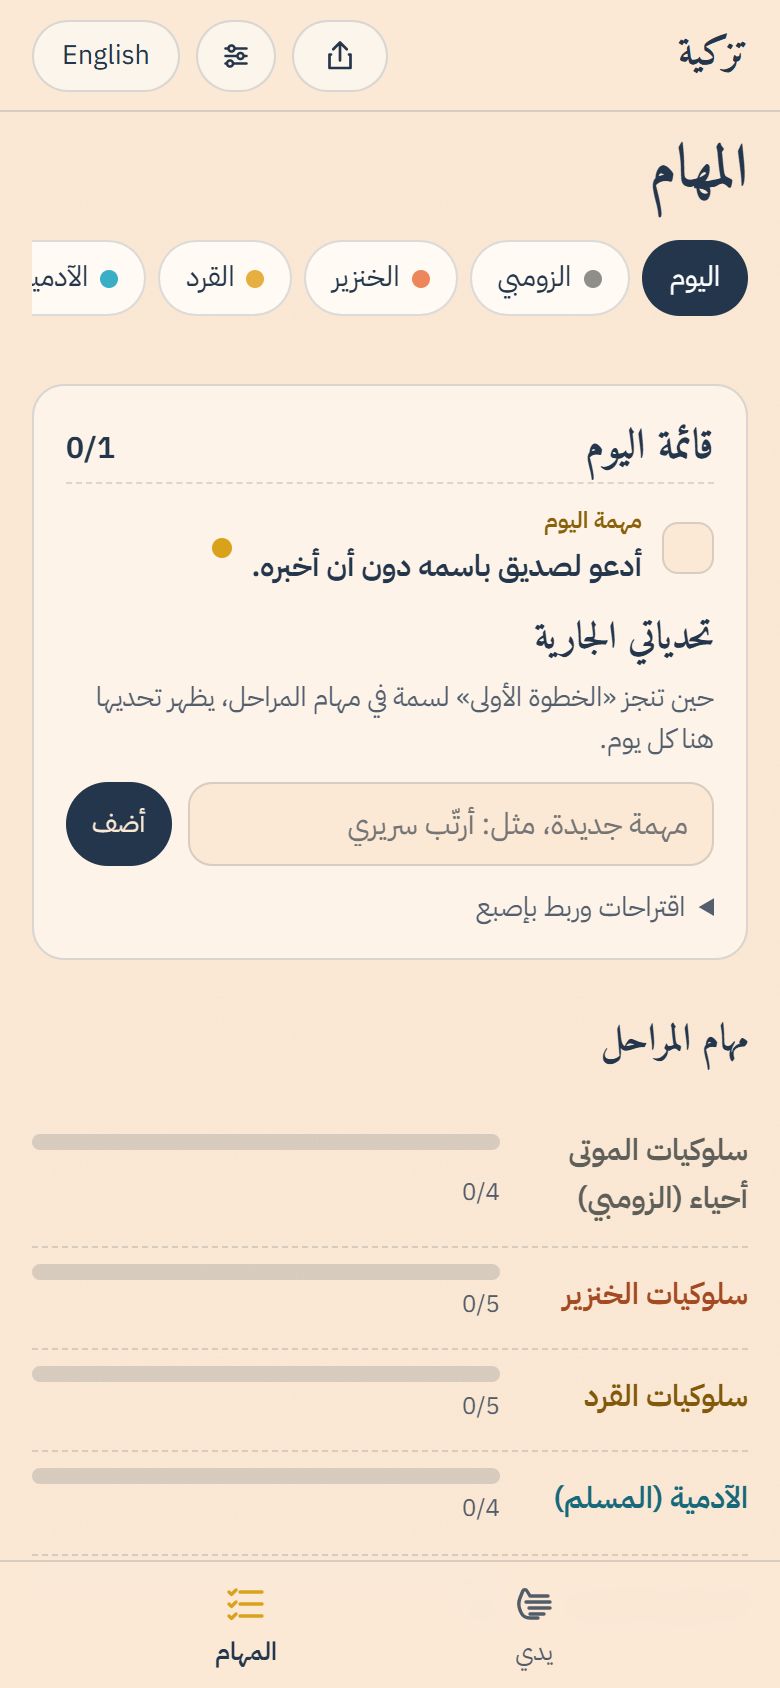 تزكية
English
المهام
اليوم
الزومبي
الخنزير
القرد
قائمة اليوم
0/1
مهمة اليوم
أدعو لصديق باسمه دون أن أخبره.
تحدياتي الجارية
حين تنجز «الخطوة الأولى» لسمة في مهام المراحل، يظهر تحديها
هنا كل يوم.
مهمة جديدة، مثل: أرتّب سريري
أضف
اقتراحات وربط بإصبع
مهام المراحل
سلوكيات الموتى
أحياء (الزومبي)
0/4
سلوكيات الخنزير
0/5
سلوكيات القرد
0/5
الآدمية (المسلم)
0/4
يدي
المهام